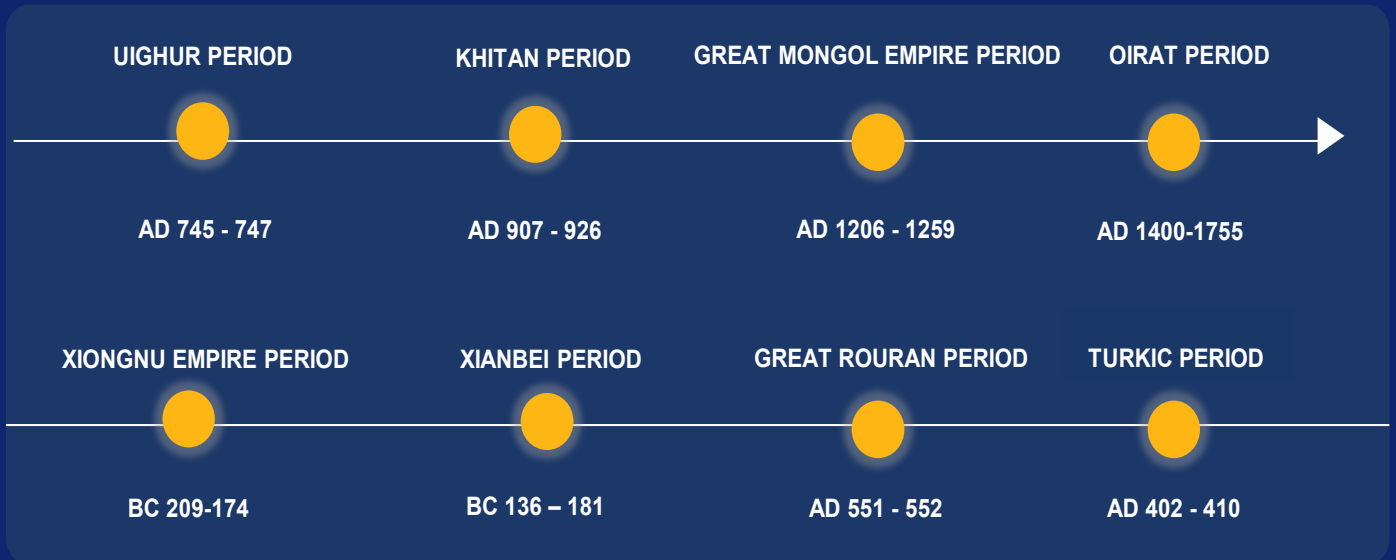 UIGHUR PERIOD
KHITAN PERIOD
GREAT MONGOL EMPIRE PERIOD
OIRAT PERIOD
AD 745 - 747
AD 907 - 926
AD 1206 - 1259
AD 1400-1755
XIONGNU EMPIRE PERIOD
XIANBEI PERIOD
GREAT ROURAN PERIOD
TURKIC PERIOD
BC 209-174
BC 136 – 181
AD 551 - 552
AD 402 - 410